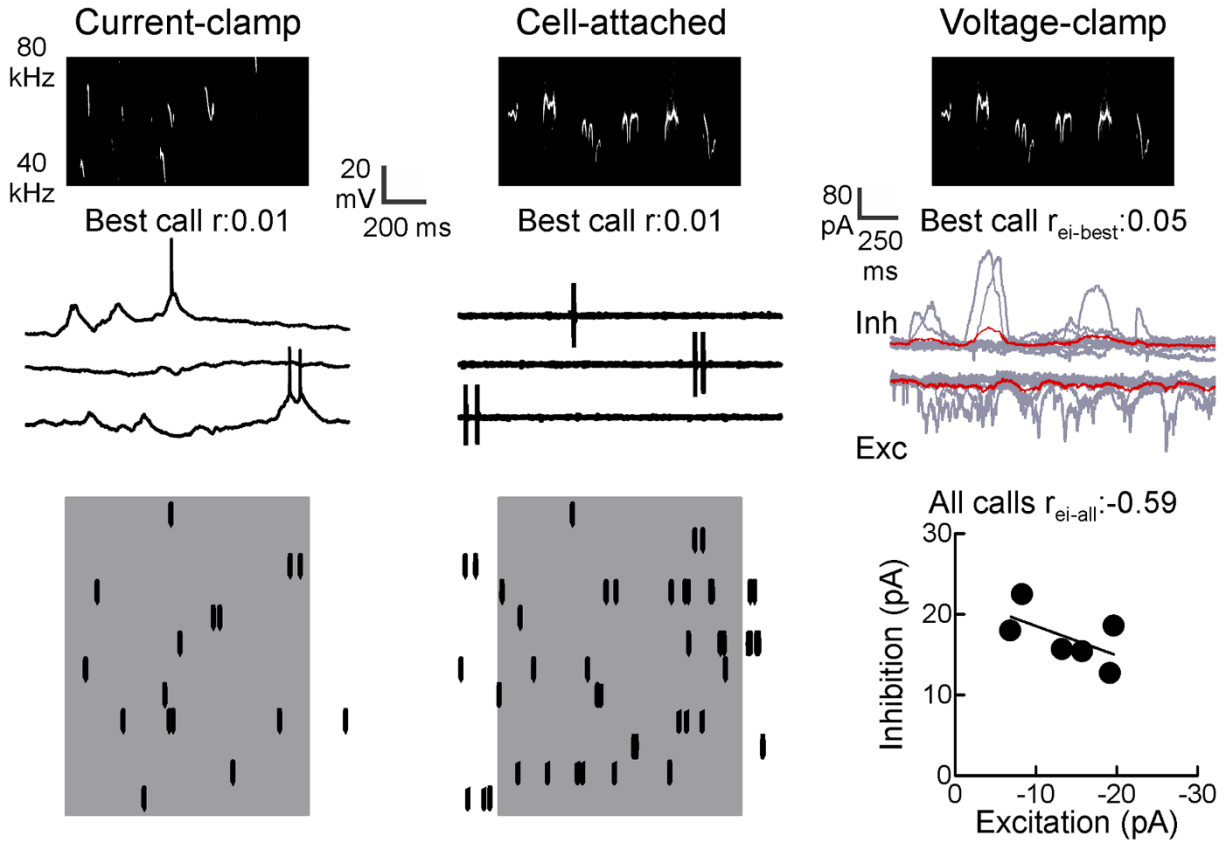 Current-clamp
Cell-attached
Voltage-clamp
80
kHz
40
kHz
20
mV
200 ms
80
pA
250
ms
Best call r:0.01
Best call r:0.01
Best call rei-best:0.05
Inh
Exc
All calls rei-all:-0.59
30
20
10
0
Inhibition (pA)
0 -10 -20 -30
Excitation (pA)